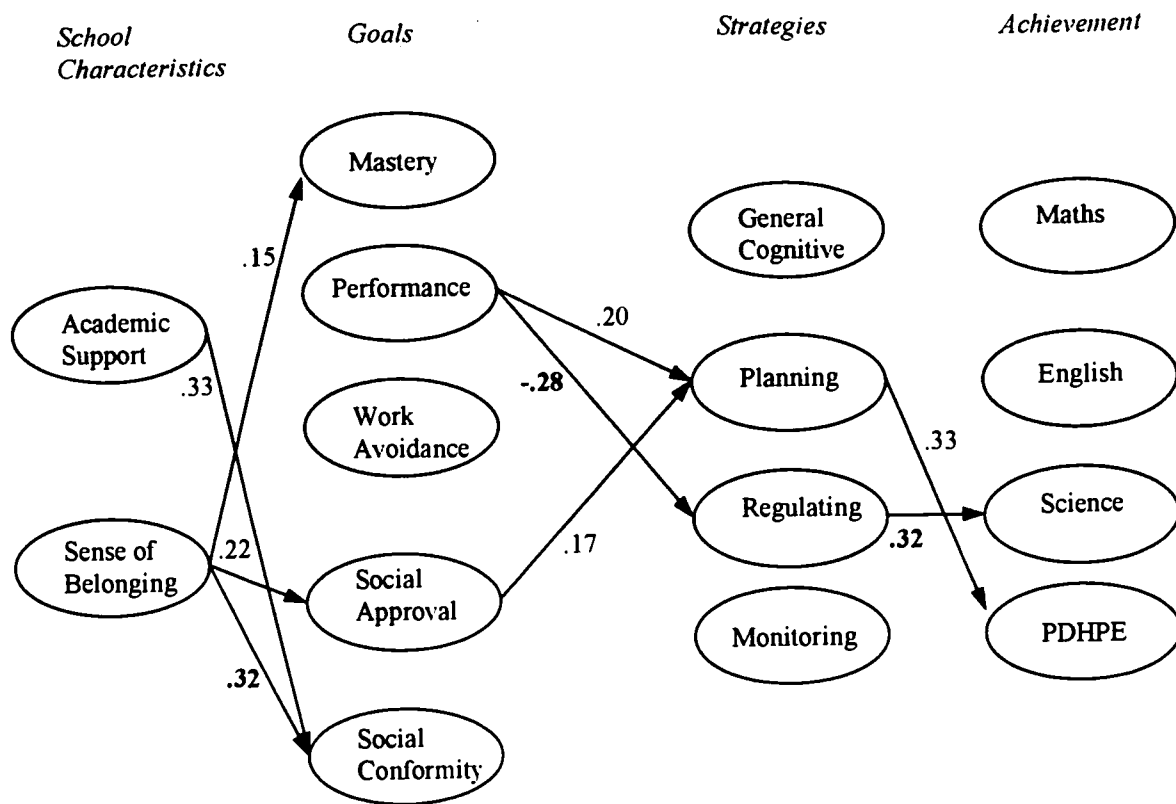 School
Characteristics
Goals
Strategies
Achievement
Mastery
General
Cognitive
Maths
.15
Performance
Academic
Support
.20
.33
-.28
Planning
English
Work
Avoidance
.33
Regulating
Science
.17
.32
Sense of
Belonging
.22
Social
Approval
Monitoring
PDHPE
.32
Social
Conformity